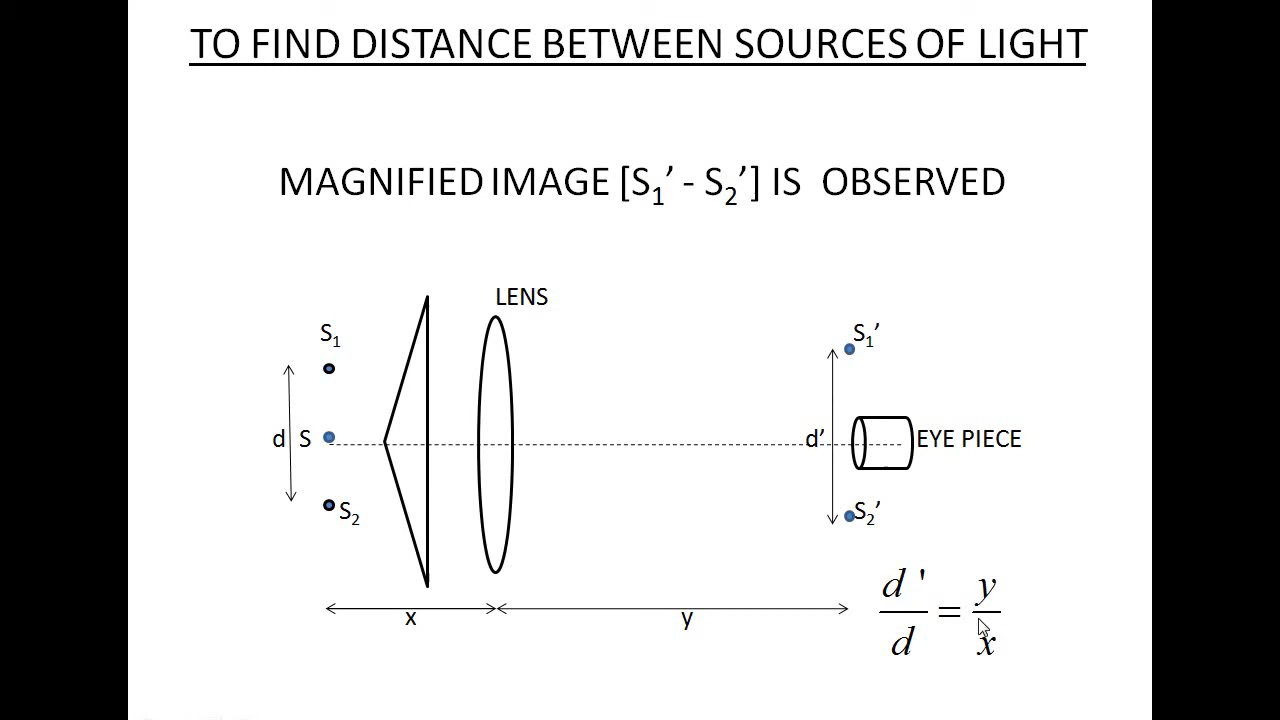 TO FIND DISTANCE BETWEEN SOURCES OF LIGHT
MAGNIFIED IMAGE [S₁’ - S₂’] IS OBSERVED
LENS
S₁
S₁’
d S
d’
EYE PIECE
S₂
S₂’
x
y
d ' / d = y / x